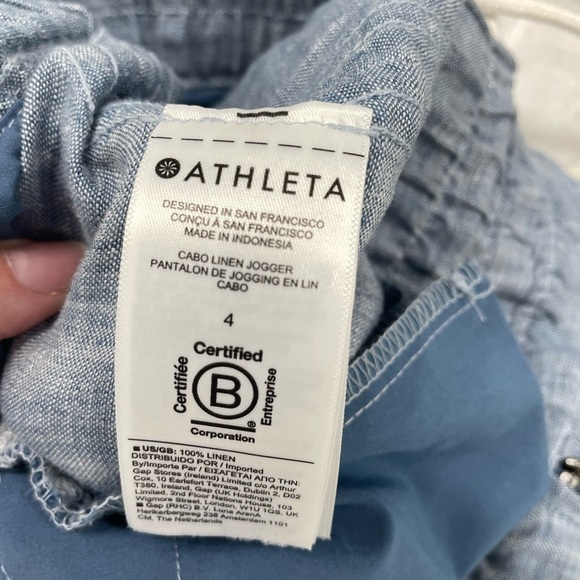 ATHLETA
DESIGNED IN SAN FRANCISCO
CONÇU À SAN FRANCISCO
MADE IN INDONESIA
CABO LINEN JOGGER
PANTALON DE JOGGING EN LIN
CABO
4
Certified
Certifiée
B
Entreprise
Corporation
US/GB: 100% LINEN
DISTRIBUIDO POR / Imported
By/Importe Par / ΕΙΣΑΓΕΤΑΙ ΑΠΟ ΤΗΝ
Gap Stores (Ireland) Limited c/o Arthur
Cox, 10 Earlsfort Terrace, Dublin 2, D02
T380, Ireland, Gap (UK Holdings)
Limited, 2nd Floor Nations House, 103
Wigmore Street, London, W1U 1QS, UK
Gap (RHC) B.V. Luna ArenA
Herikerbergweg 238 Amsterdam 1101
CM, The Netherlands